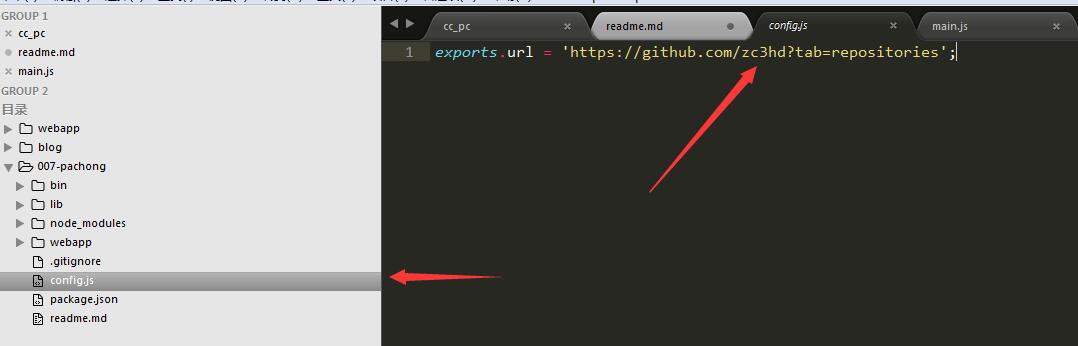 GROUP 1
cc_pc
readme.md
main.js
GROUP 2
目录
webapp
blog
007-pachong
bin
lib
node_modules
webapp
.gitignore
config.js
package.json
readme.md
cc_pc
readme.md
config.js
main.js
1 exports.url = 'https://github.com/zc3hd?tab=repositories';